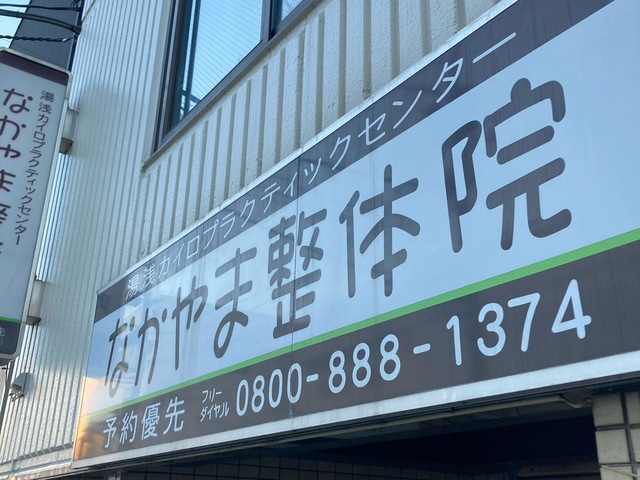 湯浅カイロプラクティックセンター
なかやま整体院
予約優先 フリーダイヤル 0800-888-1374
湯浅カイロプラクティックセンター
なかやま整